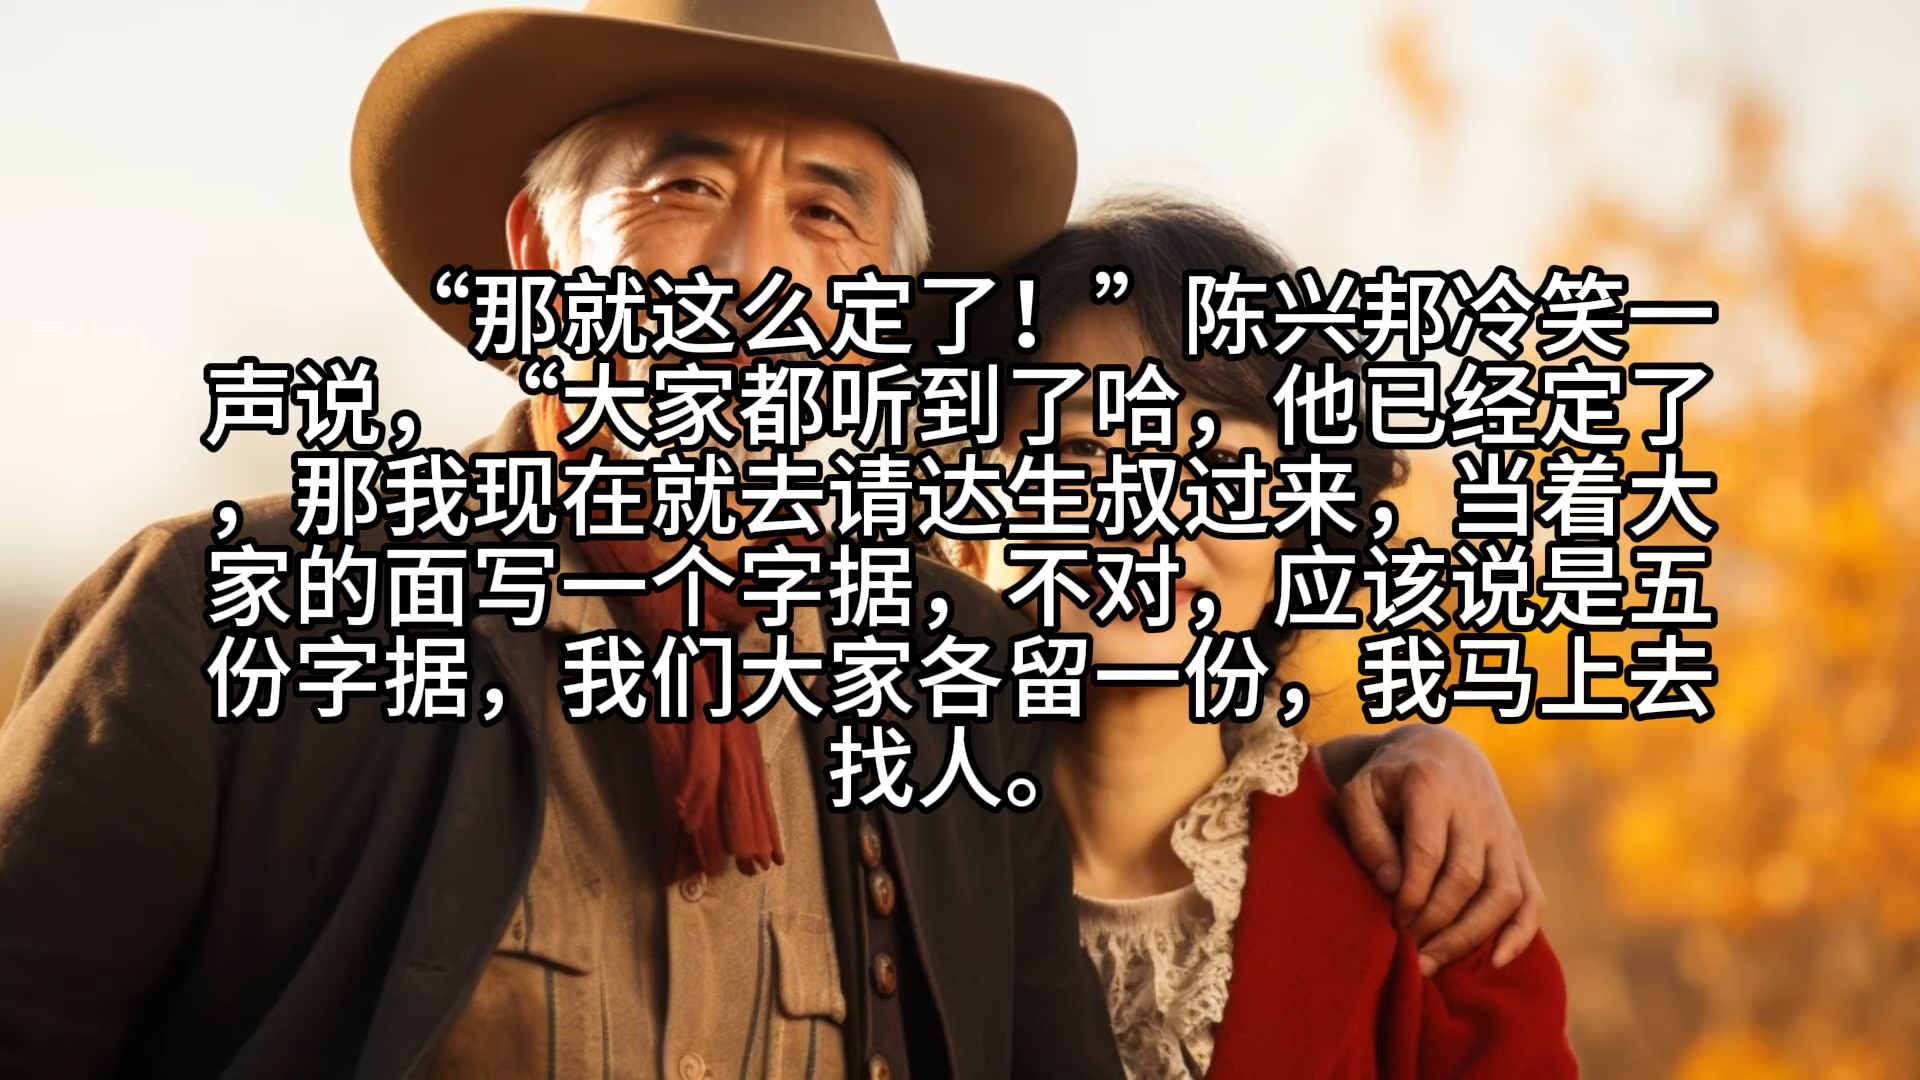 “那就这么定了！”陈兴邦冷笑一
声说，“大家都听到了哈，他已经定了
，那我现在就去请达生叔过来，当着大
家的面写一个字据，不对，应该说是五
份字据，我们大家各留一份，我马上去
找人。